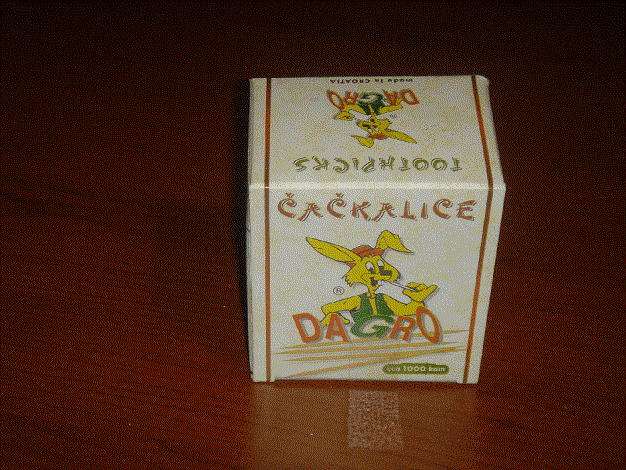 made in CROATIA
DAGRO
TOOTHPICKS
ČAČKALICE
®
DAGRO
cca 1000 kom